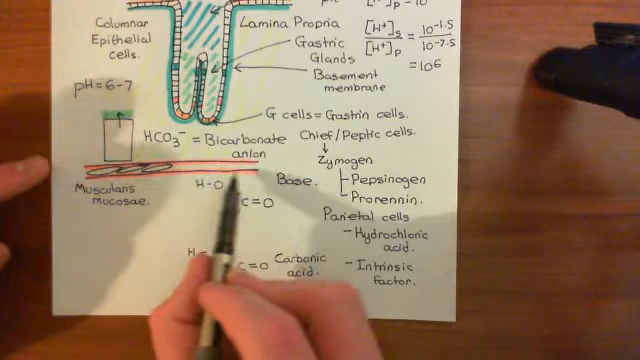 [H+]s = 10^-1.5
[H+]p 10^-7.5
= 10^6
Columnar
Epithelial
cells.
Lamina Propria
Gastric
Glands
Basement
membrane
pH=6-7
G cells = Gastrin cells.
HCO3- = Bicarbonate
anion
Chief/Peptic cells.
Zymogen
Pepsinogen
Prorennin.
Muscularis
mucosae.
H-O
C=O
Base.
Parietal cells
- Hydrochloric
acid.
- Intrinsic
factor.
C=O
Carbonic
acid.